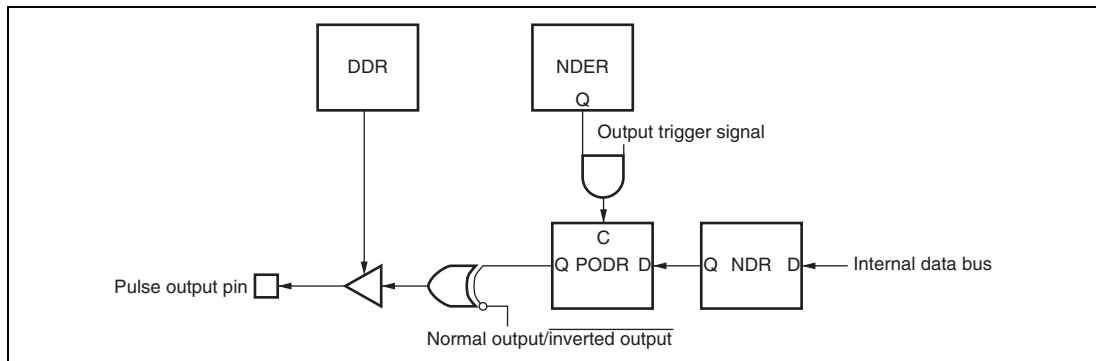 DDR
NDER
Q
Output trigger signal
C
Q PODR D
Q NDR D
Internal data bus
Pulse output pin
Normal output/inverted output